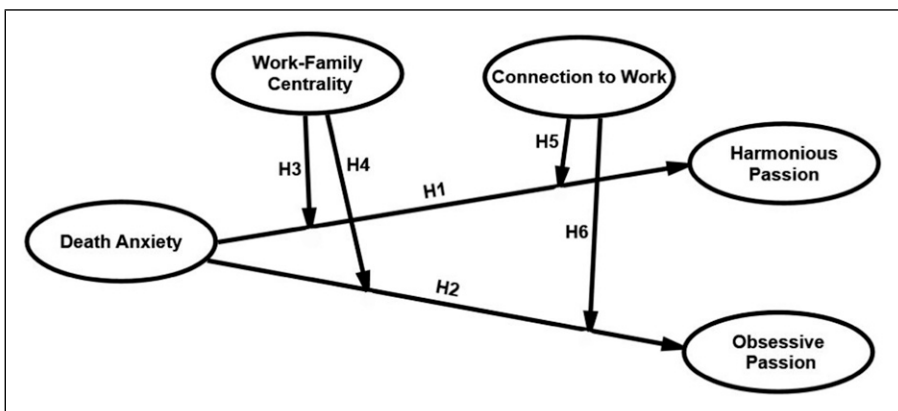 Work-Family
Centrality
Connection to Work
H3
H4
H5
H1
Harmonious
Passion
Death Anxiety
H6
H2
Obsessive
Passion